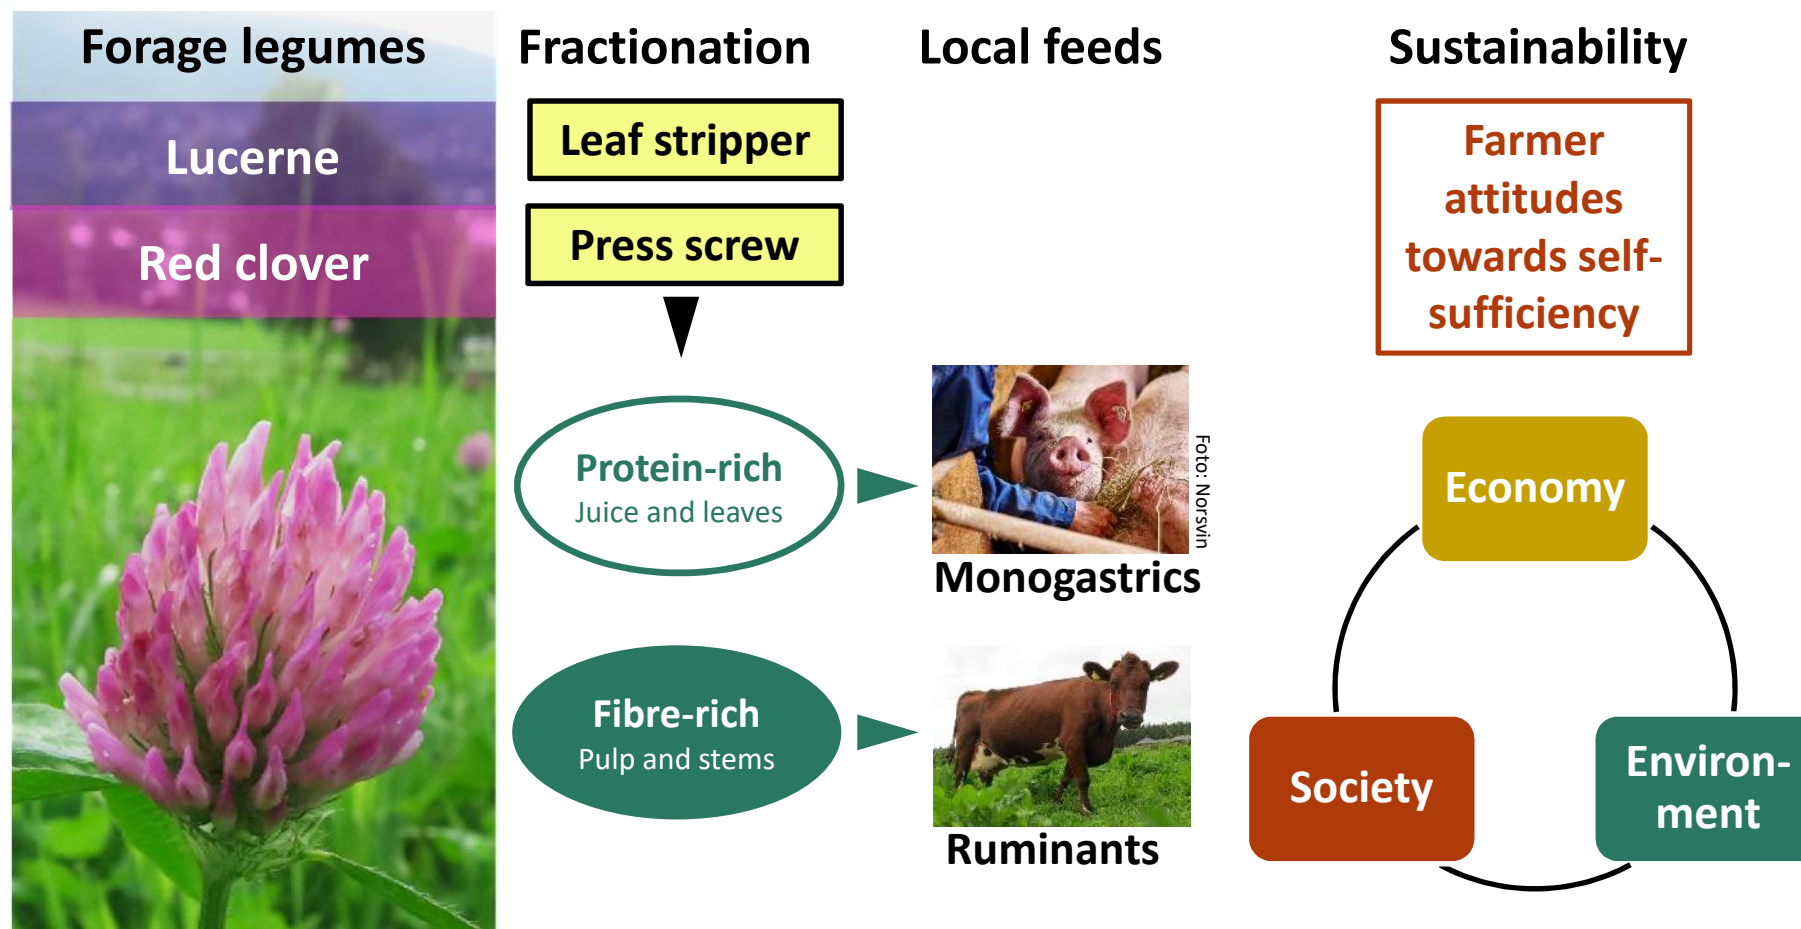 Forage legumes
Lucerne
Red clover
Fractionation
Leaf stripper
Press screw
Protein-rich
Juice and leaves
Fibre-rich
Pulp and stems
Local feeds
Foto: Norsvin
Monogastrics
Ruminants
Sustainability
Farmer
attitudes
towards self-
sufficiency
Economy
Society
Environ-
ment